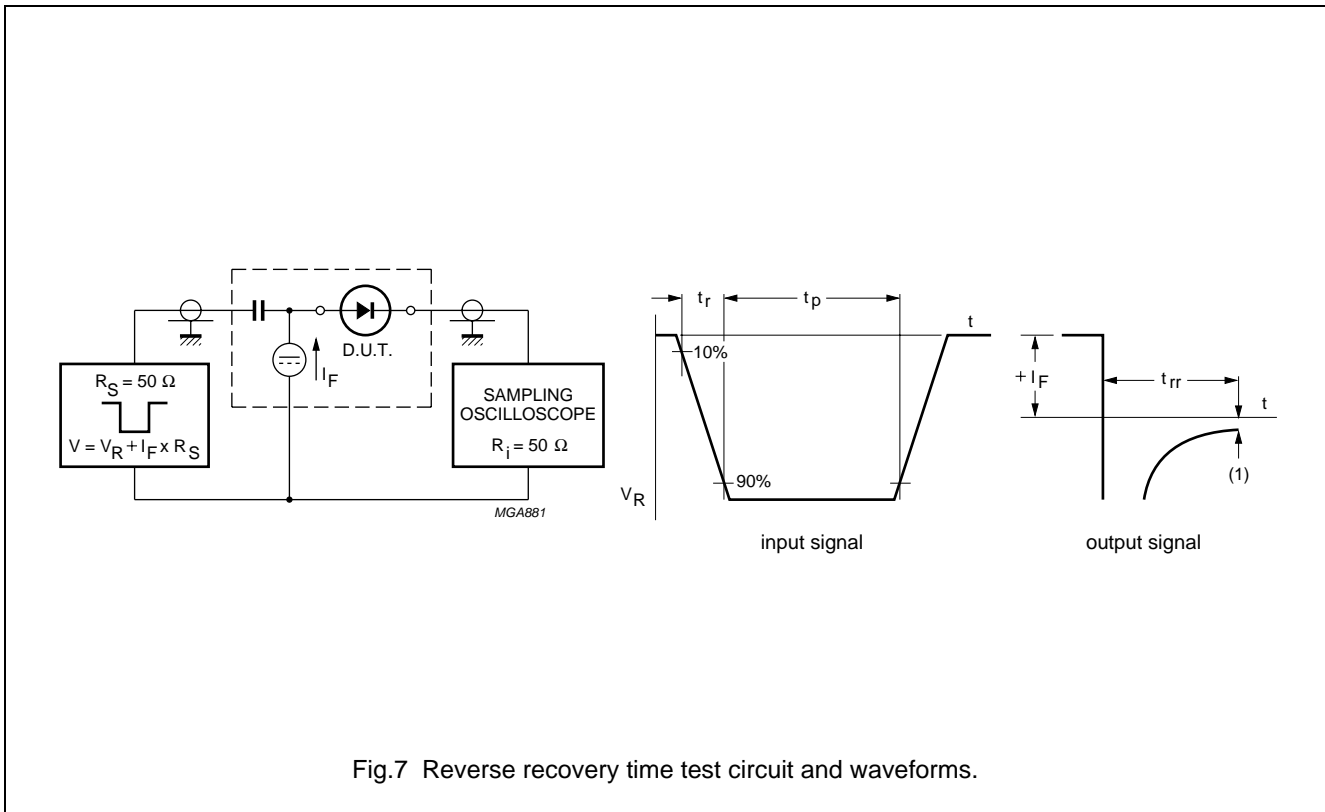 R_S = 50 Ω
V = V_R + I_F x R_S
I_F
D.U.T.
SAMPLING
OSCILLOSCOPE
R_i = 50 Ω
MGA881
t_r
t_p
t
10%
90%
V_R
input signal
+ I_F
t_rr
t
(1)
output signal
Fig.7 Reverse recovery time test circuit and waveforms.